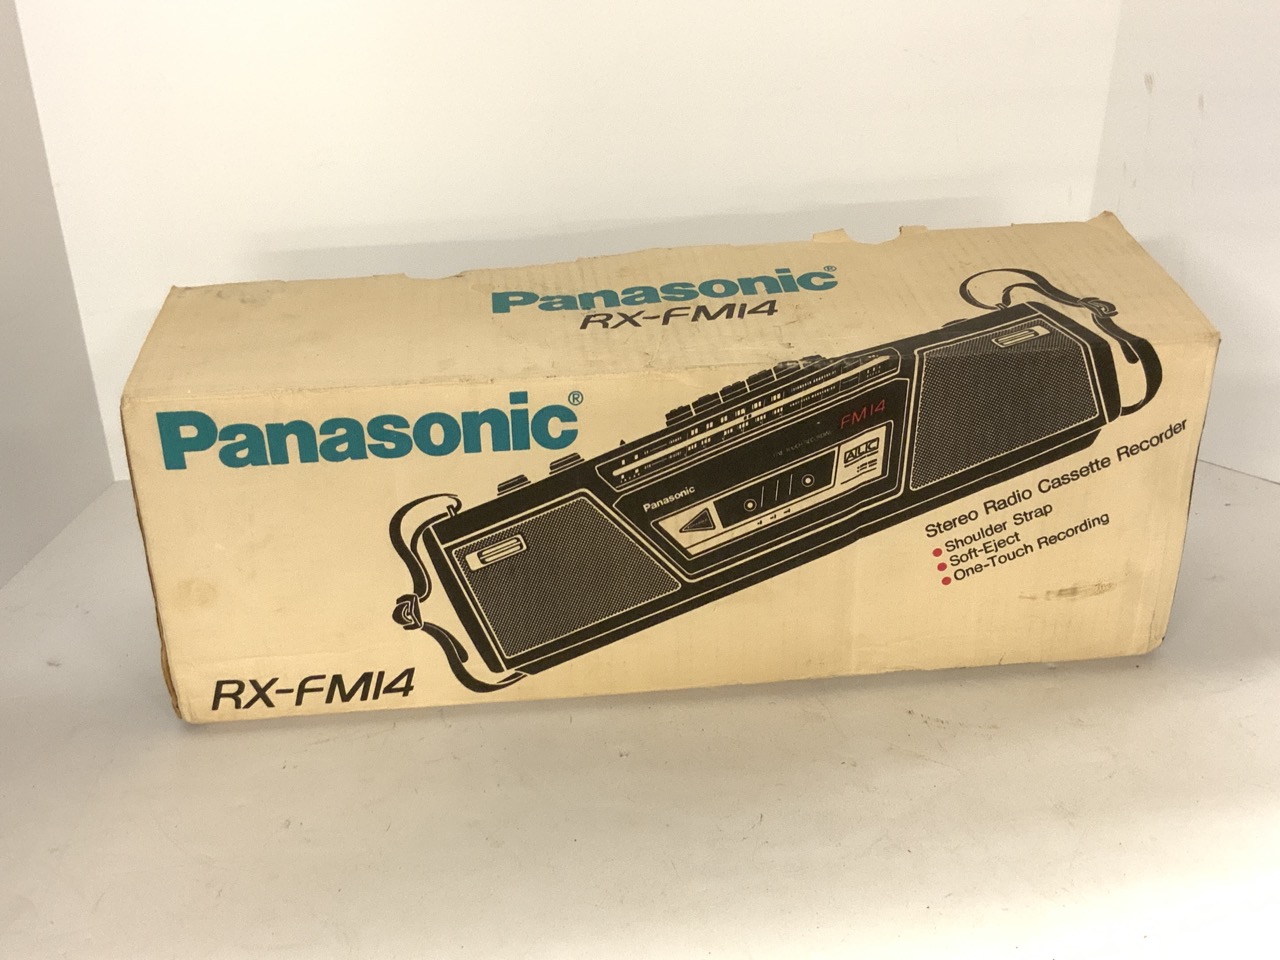 Panasonic®
RX-FM14
Panasonic®
FM14
Panasonic
ALC
Stereo Radio Cassette Recorder
● Shoulder Strap
● Soft-Eject
● One-Touch Recording
RX-FM14